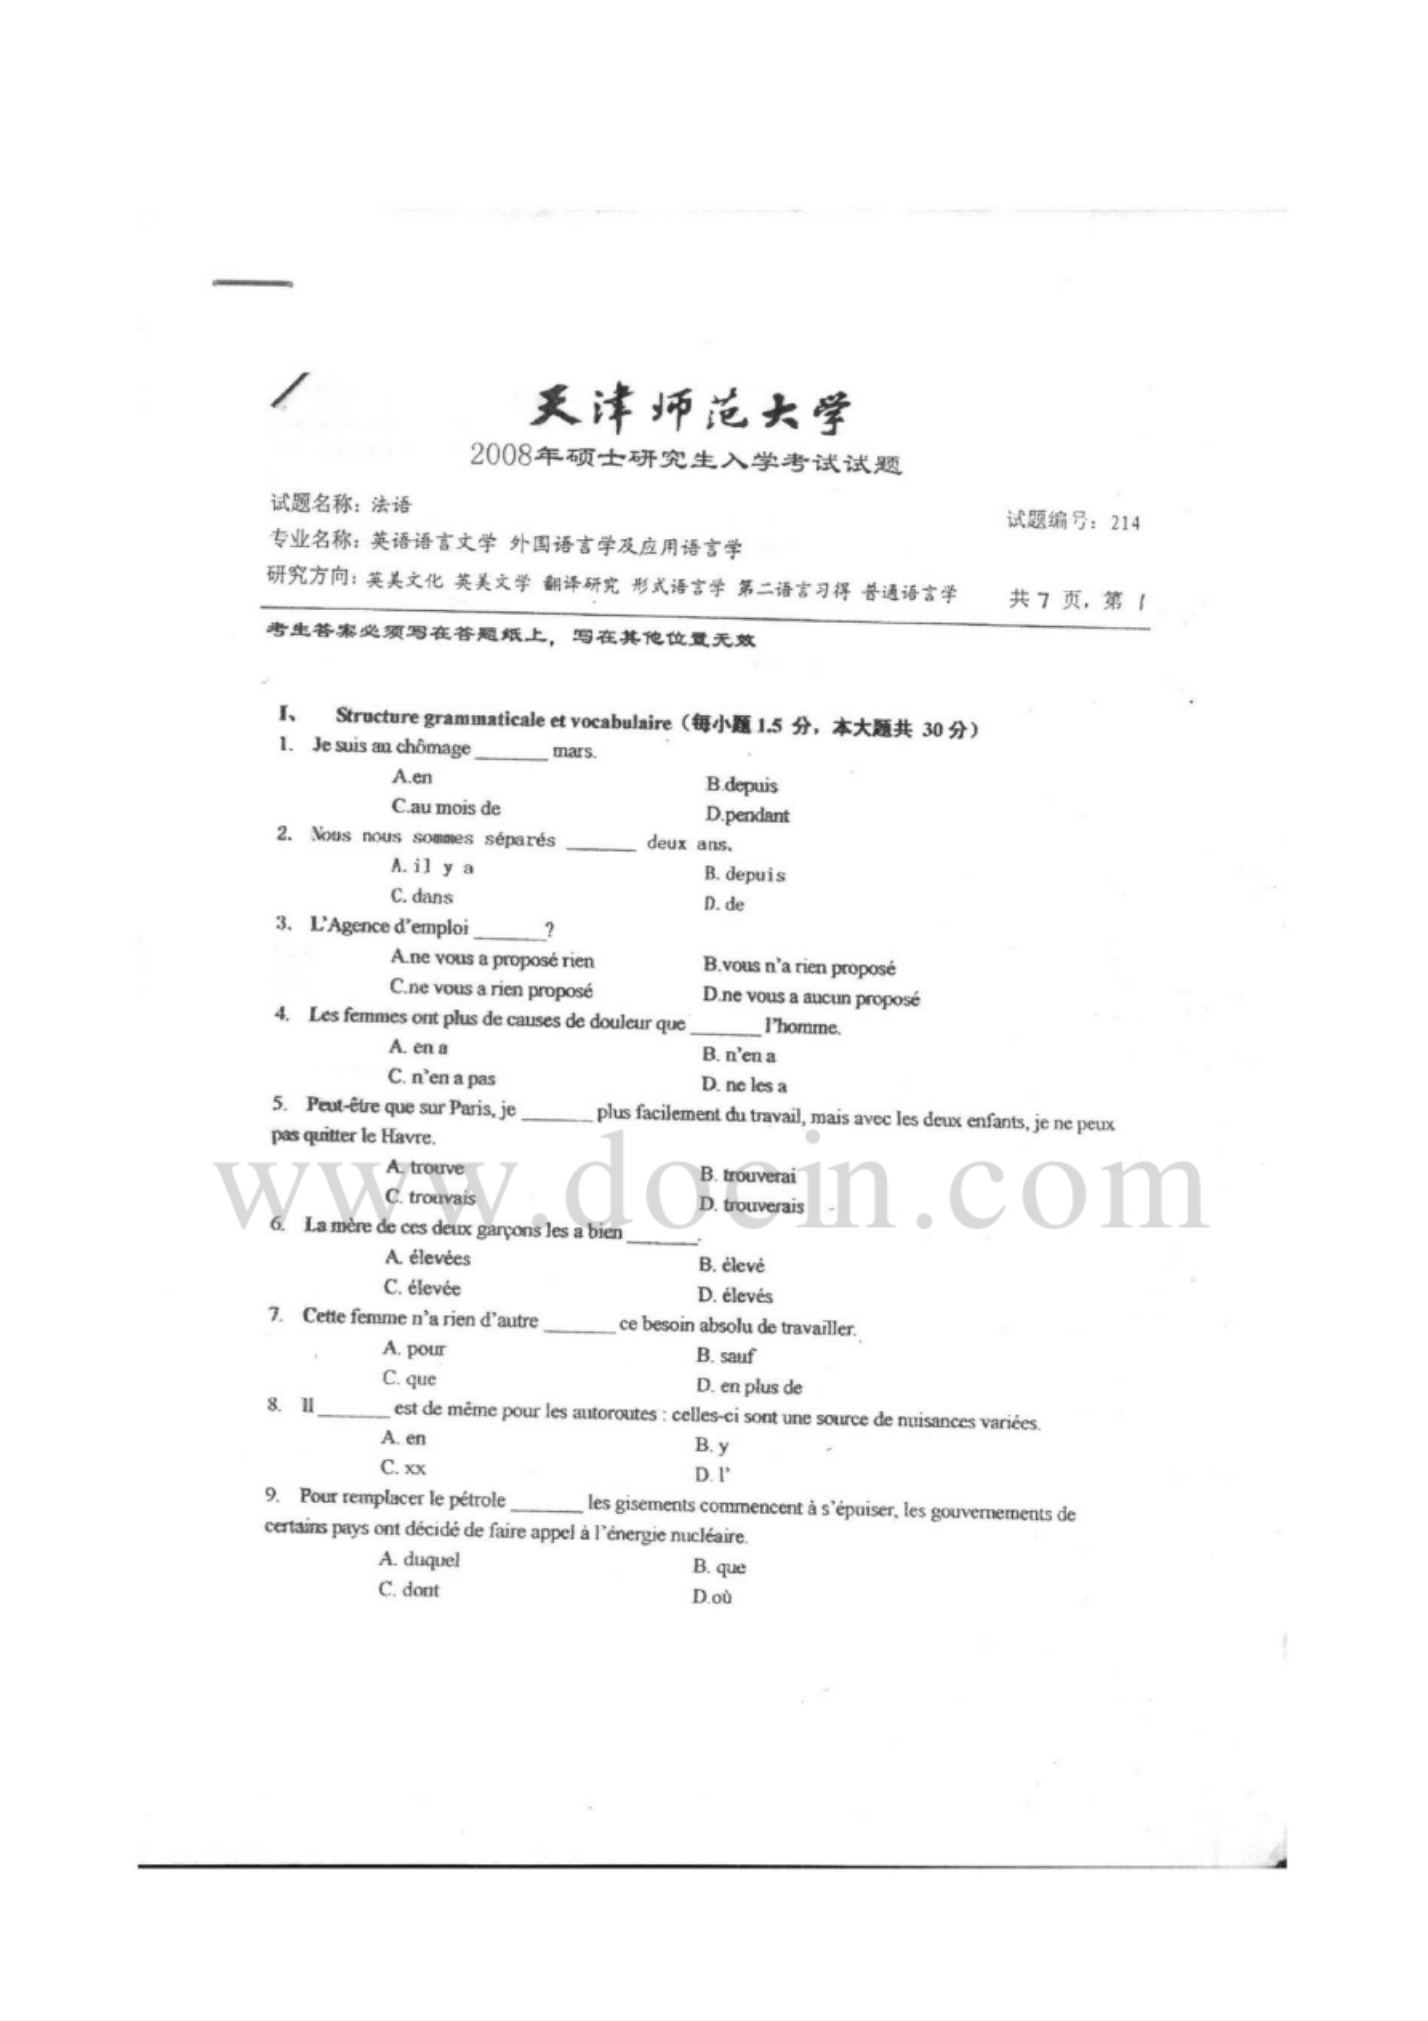 天津师范大学
2008年硕士研究生入学考试试题
试题名称：法语
试题编号：214
专业名称：英语语言文学 外国语言学及应用语言学
研究方向：英美文化 英美文学 翻译研究 形式语言学 第二语言习得 普通语言学
共 7 页，第 1
考生答案必须写在答题纸上，写在其他位置无效
I、 Structure grammaticale et vocabulaire（每小题 1.5 分，本大题共 30 分）
1. Je suis au chômage _______ mars.
A.en B.depuis
C.au mois de D.pendant
2. Nous nous sommes séparés _______ deux ans.
A. il y a B. depuis
C. dans D. de
3. L'Agence d'emploi _______?
A.ne vous a proposé rien B.vous n'a rien proposé
C.ne vous a rien proposé D.ne vous a aucun proposé
4. Les femmes ont plus de causes de douleur que _______ l'homme.
A. en a B. n'en a
C. n'en a pas D. ne les a
5. Peut-être que sur Paris, je _______ plus facilement du travail, mais avec les deux enfants, je ne peux
pas quitter le Havre.
www.docin.com
A. trouve B. trouverai
C. trouvais D. trouverais
6. La mère de ces deux garçons les a bien _______.
A. élevées B. élevé
C. élevée D. élevés
7. Cette femme n'a rien d'autre _______ ce besoin absolu de travailler.
A. pour B. sauf
C. que D. en plus de
8. Il _______ est de même pour les autoroutes : celles-ci sont une source de nuisances variées.
A. en B. y
C. xx D. l'
9. Pour remplacer le pétrole _______ les gisements commencent à s'épuiser, les gouvernements de
certains pays ont décidé de faire appel à l'énergie nucléaire.
A. duquel B. que
C. dont D.où